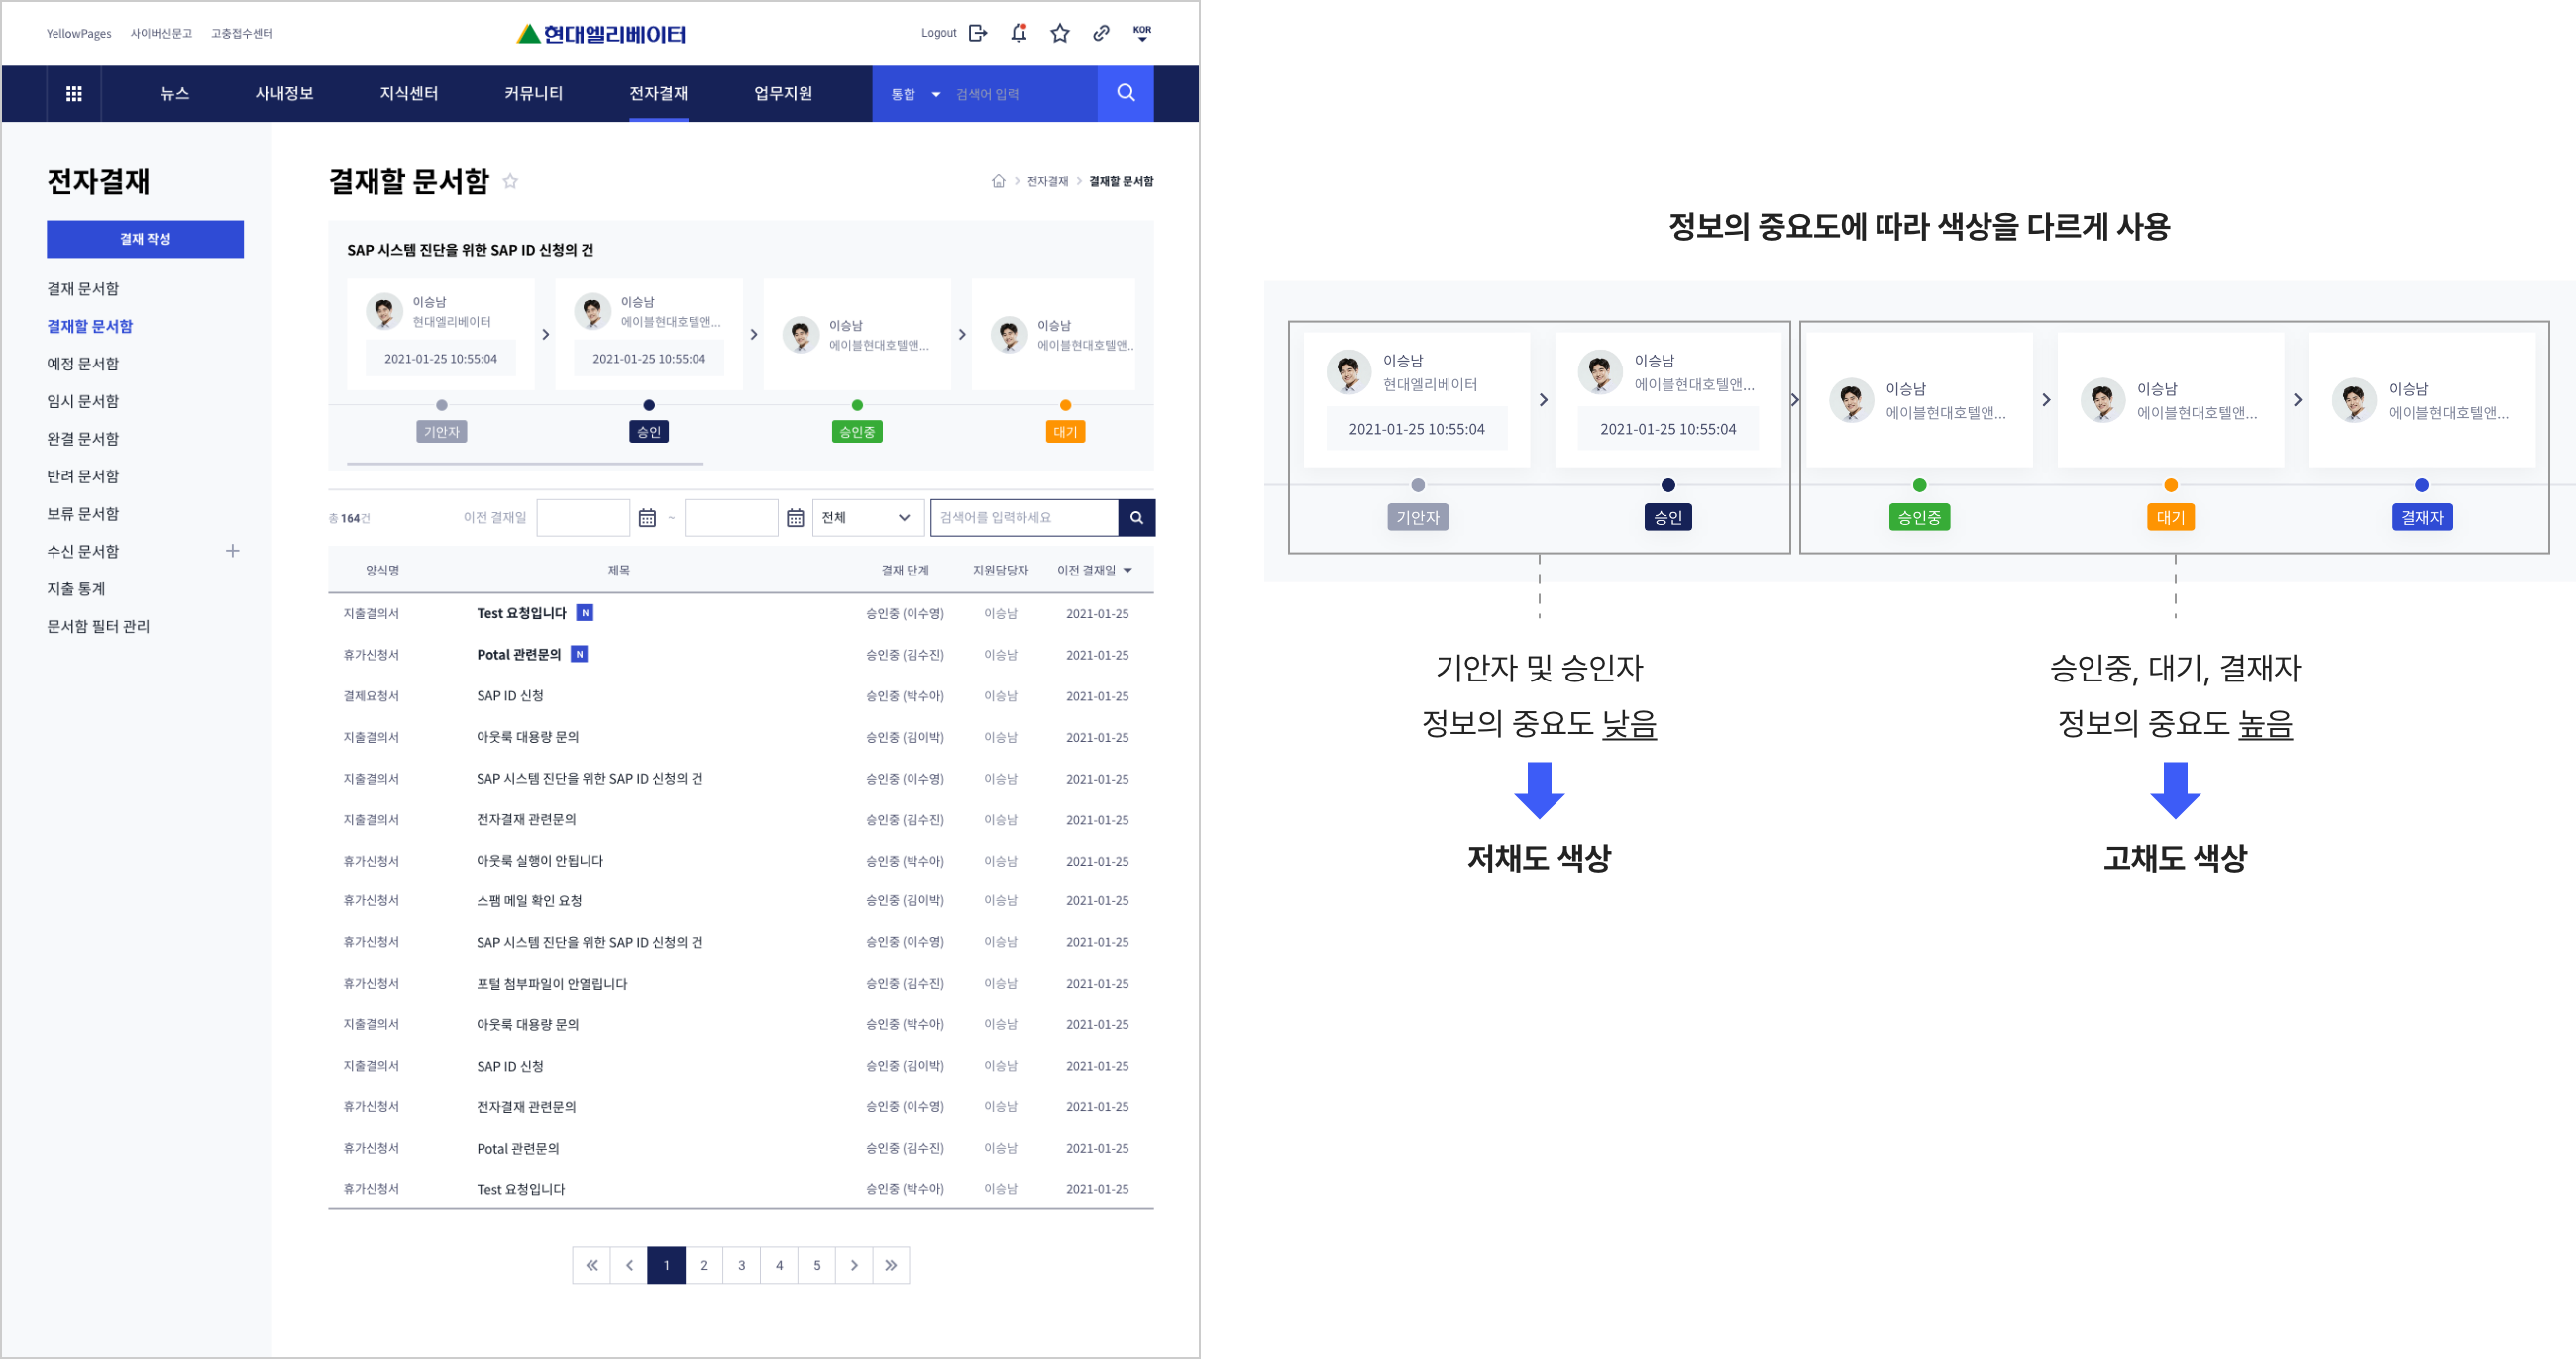 YellowPages 사이버신문고 고충접수센터
현대엘리베이터
Logout
KOR
뉴스 사내정보 지식센터 커뮤니티 전자결재 업무지원 통합 검색어 입력
전자결재
결재 작성
결재 문서함
결재할 문서함
예정 문서함
임시 문서함
완결 문서함
반려 문서함
보류 문서함
수신 문서함
지출 통계
문서함 필터 관리
결재할 문서함
전자결재 > 결재할 문서함
SAP 시스템 진단을 위한 SAP ID 신청의 건
이승남 이승남
현대엘리베이터 에이블현대호텔앤...
2021-01-25 10:55:04 2021-01-25 10:55:04
이승남 이승남
에이블현대호텔앤... 에이블현대호텔앤..
기안자 승인 승인중 대기
총 164건 이전 결재일 ~ 전체 검색어를 입력하세요
양식명 제목 결재 단계 지원담당자 이전 결재일
지출결의서 Test 요청입니다 N 승인중 (이수영) 이승남 2021-01-25
휴가신청서 Potal 관련문의 N 승인중 (김수진) 이승남 2021-01-25
결제요청서 SAP ID 신청 승인중 (박수아) 이승남 2021-01-25
지출결의서 아웃룩 대용량 문의 승인중 (김이박) 이승남 2021-01-25
지출결의서 SAP 시스템 진단을 위한 SAP ID 신청의 건 승인중 (이수영) 이승남 2021-01-25
지출결의서 전자결재 관련문의 승인중 (김수진) 이승남 2021-01-25
휴가신청서 아웃룩 실행이 안됩니다 승인중 (박수아) 이승남 2021-01-25
휴가신청서 스팸 메일 확인 요청 승인중 (김이박) 이승남 2021-01-25
휴가신청서 SAP 시스템 진단을 위한 SAP ID 신청의 건 승인중 (이수영) 이승남 2021-01-25
휴가신청서 포털 첨부파일이 안열립니다 승인중 (김수진) 이승남 2021-01-25
지출결의서 아웃룩 대용량 문의 승인중 (박수아) 이승남 2021-01-25
지출결의서 SAP ID 신청 승인중 (김이박) 이승남 2021-01-25
휴가신청서 전자결재 관련문의 승인중 (이수영) 이승남 2021-01-25
휴가신청서 Potal 관련문의 승인중 (김수진) 이승남 2021-01-25
휴가신청서 Test 요청입니다 승인중 (박수아) 이승남 2021-01-25
1 2 3 4 5
정보의 중요도에 따라 색상을 다르게 사용
이승남 이승남
현대엘리베이터 에이블현대호텔앤...
2021-01-25 10:55:04 2021-01-25 10:55:04
이승남 이승남 이승남
에이블현대호텔앤... 에이블현대호텔앤... 에이블현대호텔앤...
기안자 승인 승인중 대기 결재자
기안자 및 승인자
정보의 중요도 낮음
저채도 색상
승인중, 대기, 결재자
정보의 중요도 높음
고채도 색상